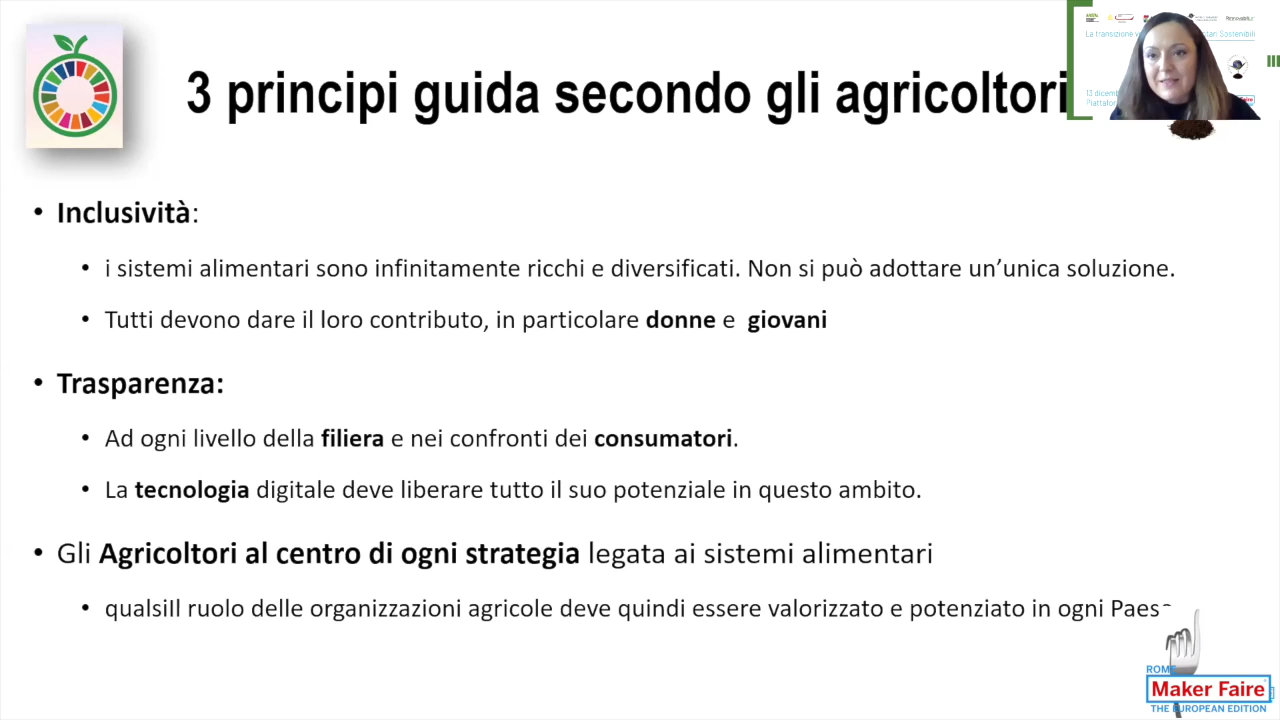 3 principi guida secondo gli agricoltori
La transizione
Sostenibili
13
• Inclusività:
• i sistemi alimentari sono infinitamente ricchi e diversificati. Non si può adottare un’unica soluzione.
• Tutti devono dare il loro contributo, in particolare donne e giovani
• Trasparenza:
• Ad ogni livello della filiera e nei confronti dei consumatori.
• La tecnologia digitale deve liberare tutto il suo potenziale in questo ambito.
• Gli Agricoltori al centro di ogni strategia legata ai sistemi alimentari
• qualsiIl ruolo delle organizzazioni agricole deve quindi essere valorizzato e potenziato in ogni Paese
ROME
Maker Faire
THE EUROPEAN EDITION